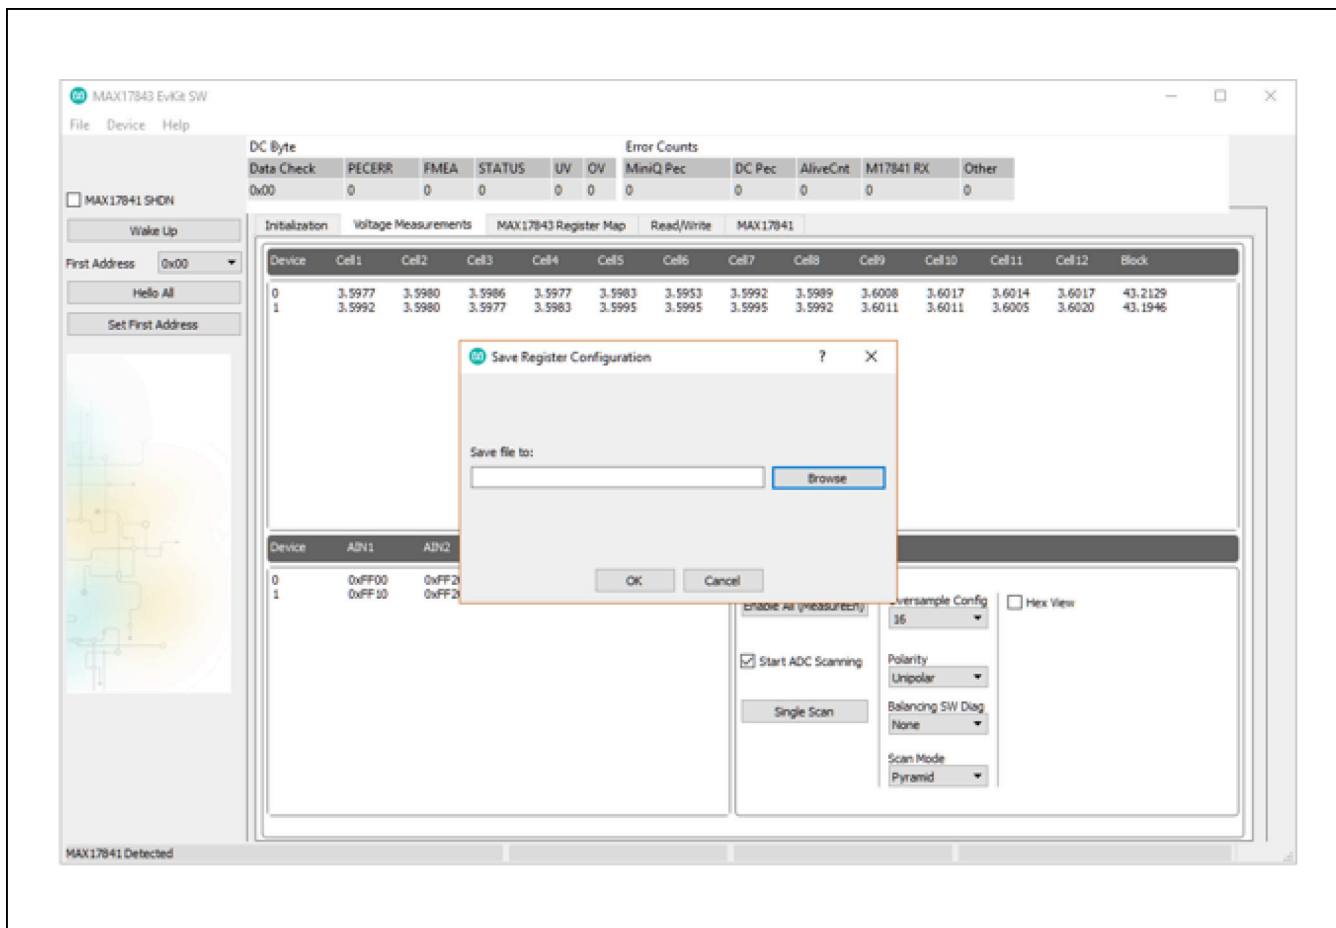 MAX17843 EvKit SW
File Device Help
DC Byte Error Counts
Data Check PECERR FMEA STATUS UV OV MiniQ Pec DC Pec AliveCnt M17841 RX Other
0x00 0 0 0 0 0 0 0 0 0 0
MAX17841 SHDN
Wake Up
First Address 0x00
Hello All
Set First Address
Initialization Voltage Measurements MAX17843 Register Map Read/Write MAX17841
Device Cell1 Cell2 Cell3 Cell4 Cell5 Cell6 Cell7 Cell8 Cell9 Cell10 Cell11 Cell12 Block
0 3.5977 3.5980 3.5986 3.5977 3.5983 3.5953 3.5992 3.5989 3.6008 3.6017 3.6014 3.6017 43.2129
1 3.5992 3.5980 3.5977 3.5983 3.5995 3.5995 3.5995 3.5992 3.6011 3.6011 3.6005 3.6020 43.1946
Save Register Configuration ?
Save file to:
Browse
OK Cancel
Device AIN1 AIN2
0 0xFF00
1 0xFF10
Enable All (MeasureEn)
Config
16
Hex View
Start ADC Scanning
Single Scan
Polarity
Unipolar
Balancing SW Diag
None
Scan Mode
Pyramid
MAX17841 Detected